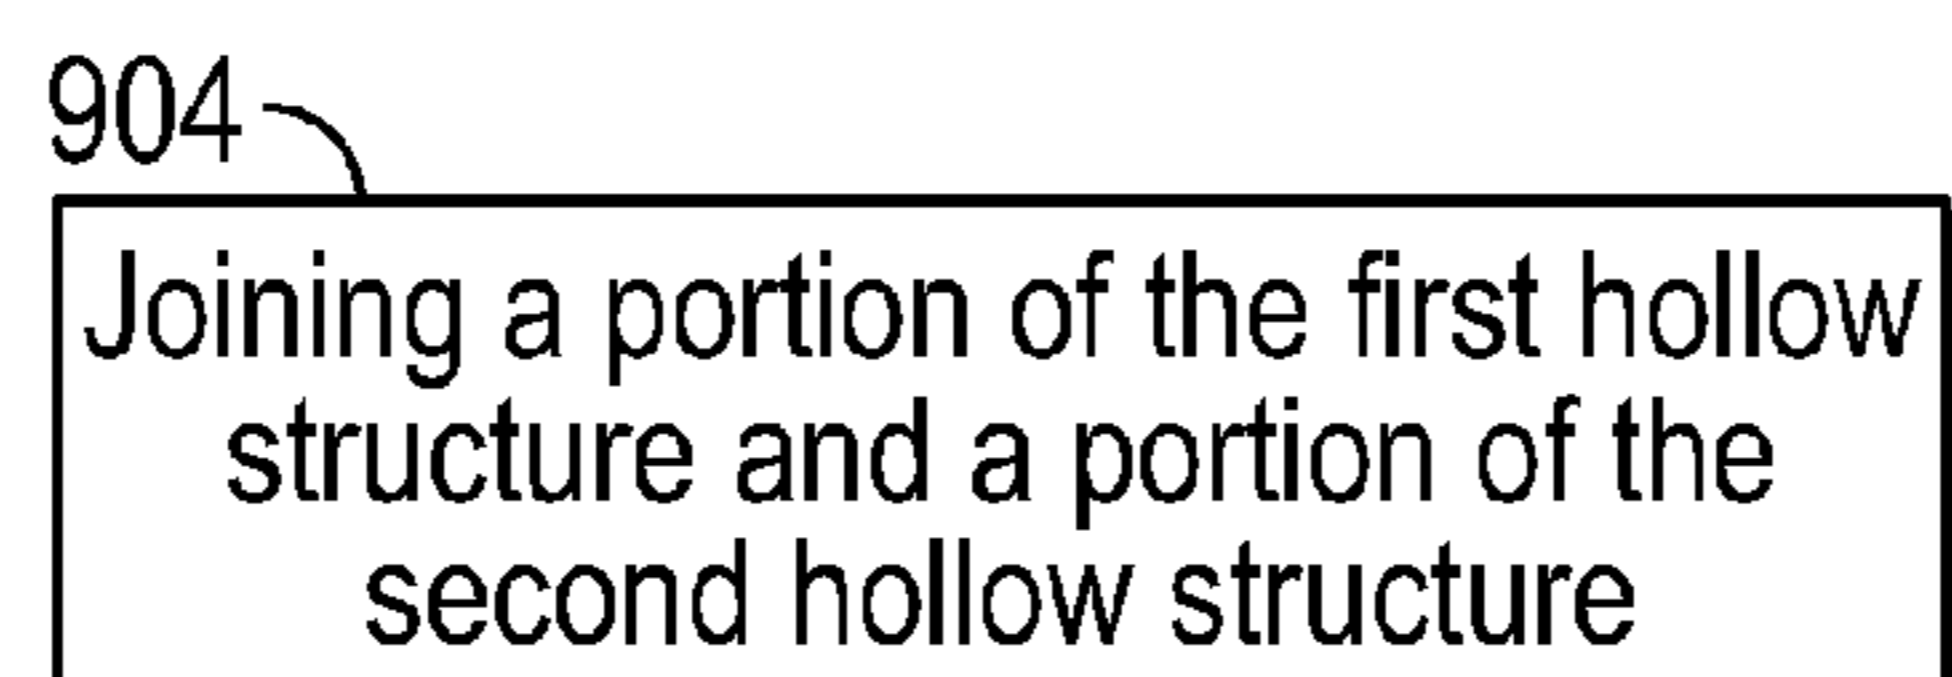 904
Joining a portion of the first hollow
structure and a portion of the
second hollow structure